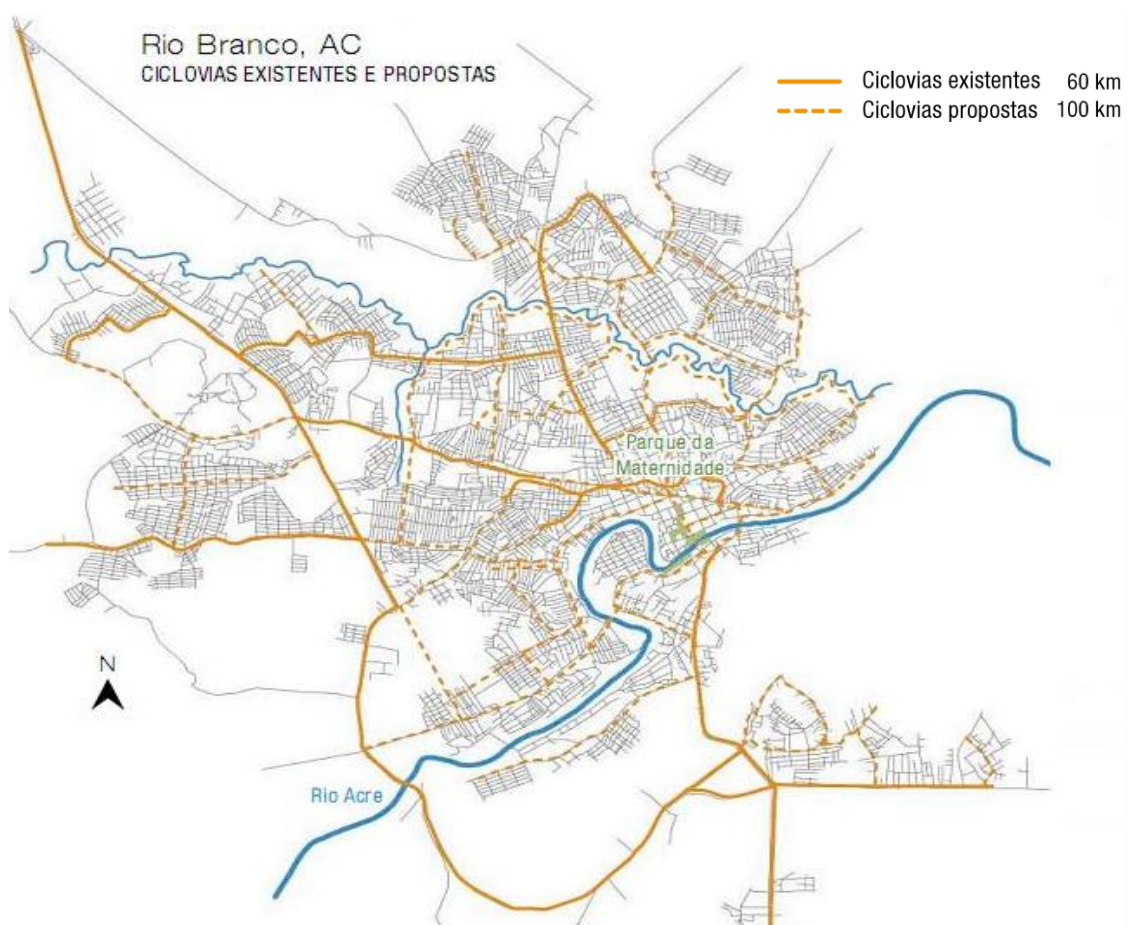 Rio Branco, AC
CICLOVIAS EXISTENTES E PROPOSTAS
Ciclovias existentes 60 km
Ciclovias propostas 100 km
Parque da
Maternidade
N
Rio Acre